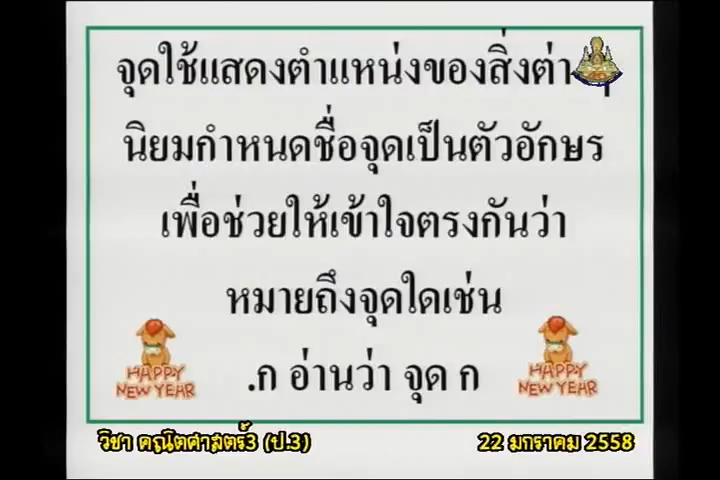 จุดใช้แสดงตำแหน่งของสิ่งต่าง ๆ
นิยมกำหนดชื่อจุดเป็นตัวอักษร
เพื่อช่วยให้เข้าใจตรงกันว่า
หมายถึงจุดใดเช่น
.ก อ่านว่า จุด ก
HAPPY
NEW YEAR
HAPPY
NEW YEAR
วิชา คณิตศาสตร์3 (ป.3)
22 มกราคม 2558